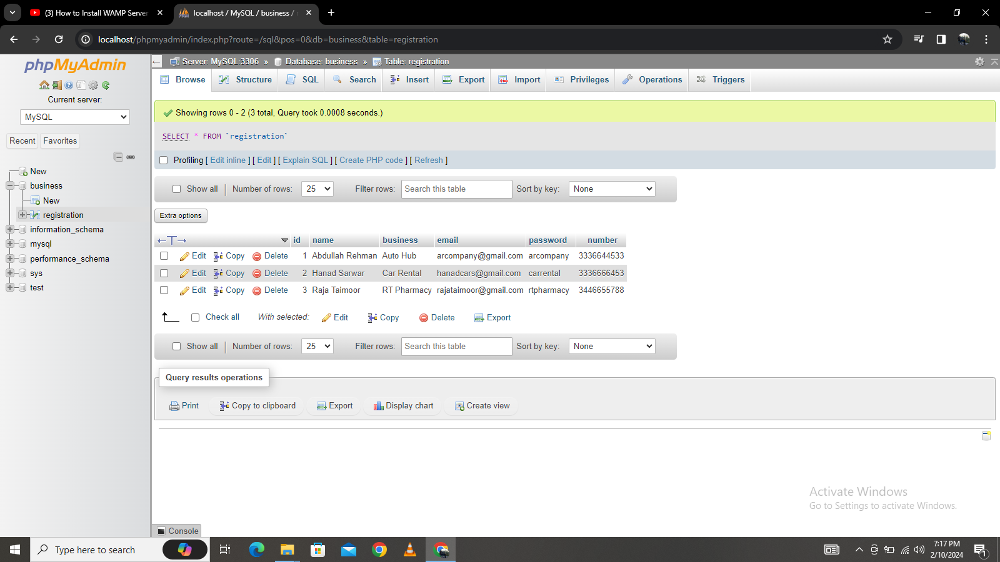 (3) How to Install WAMP Server
localhost / MySQL / business / r
localhost/phpmyadmin/index.php?route=/sql&pos=0&db=business&table=registration
phpMyAdmin
Current server:
MySQL
Recent Favorites
New
business
New
registration
information_schema
mysql
performance_schema
sys
test
Server: MySQL:3306 » Database: business » Table: registration
Browse Structure SQL Search Insert Export Import Privileges Operations Triggers
Showing rows 0 - 2 (3 total, Query took 0.0008 seconds.)
SELECT * FROM `registration`
Profiling [ Edit inline ] [ Edit ] [ Explain SQL ] [ Create PHP code ] [ Refresh ]
Show all Number of rows: 25 Filter rows: Search this table Sort by key: None
Extra options
id name business email password number
Edit Copy Delete 1 Abdullah Rehman Auto Hub arcompany@gmail.com arcompany 3336644533
Edit Copy Delete 2 Hanad Sarwar Car Rental hanadcars@gmail.com carrental 3336666453
Edit Copy Delete 3 Raja Taimoor RT Pharmacy rajataimoor@gmail.com rtpharmacy 3446655788
Check all With selected: Edit Copy Delete Export
Show all Number of rows: 25 Filter rows: Search this table Sort by key: None
Query results operations
Print Copy to clipboard Export Display chart Create view
Activate Windows
Go to Settings to activate Windows.
Console
Type here to search
7:17 PM
2/10/2024
1